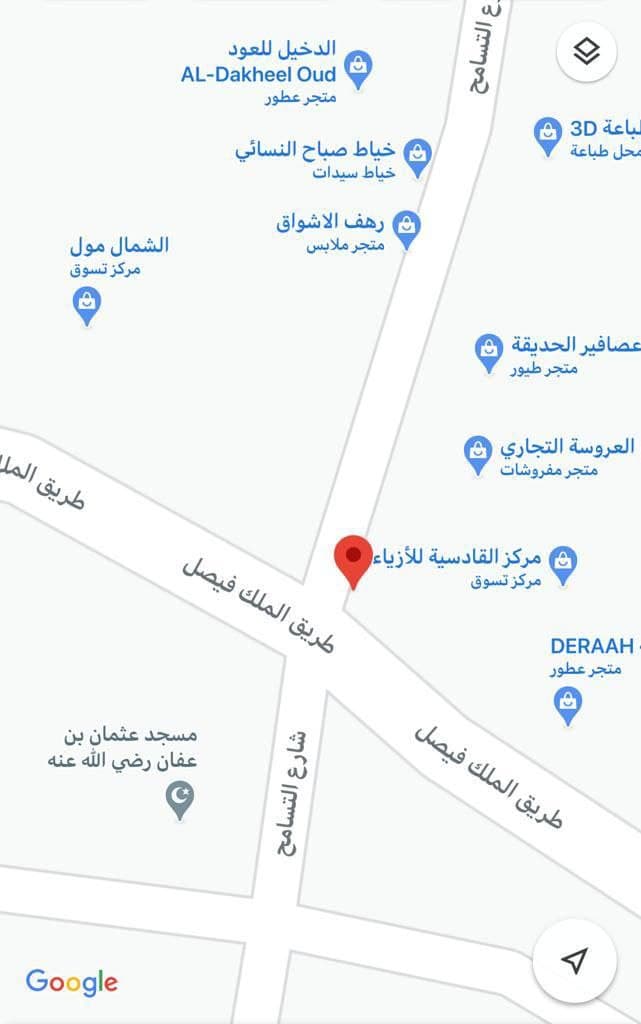 شارع التسامح
الدخيل للعود
AL-Dakheel Oud
متجر عطور
3D
محل طباعة
خياط صباح النسائي
خياط سيدات
رهف الاشواق
متجر ملابس
الشمال مول
مركز تسوق
عصافير الحديقة
متجر طيور
العروسة التجاري
متجر مفروشات
طريق
مركز القادسية للأزياء
مركز تسوق
طريق الملك فيصل
DERAAH
متجر عطور
مسجد عثمان بن
عفان رضي الله عنه
شارع التسامح
طريق الملك فيصل
Google